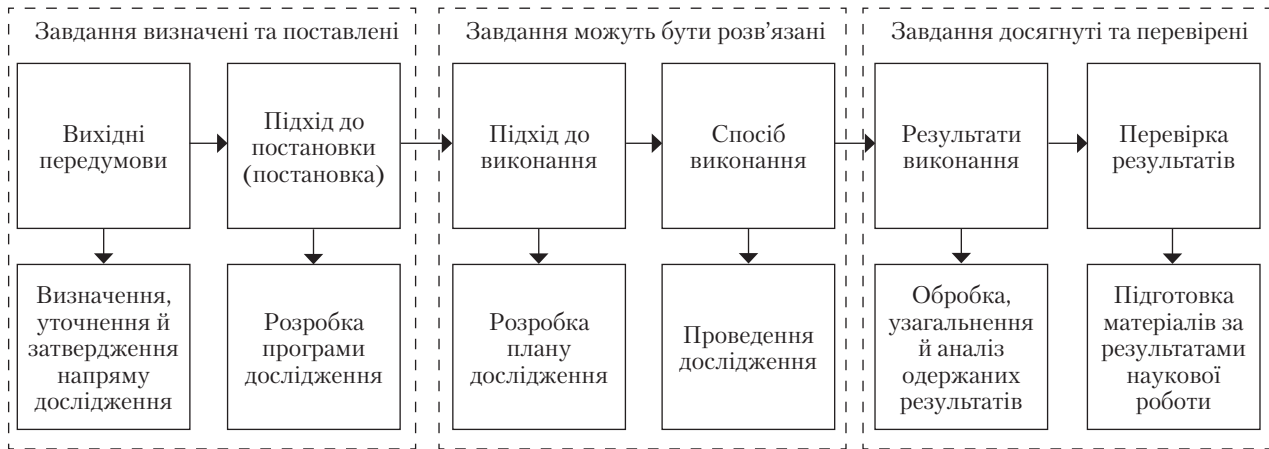 Завдання визначені та поставлені
Вихідні
передумови
Підхід до
постановки
(постановка)
Визначення,
уточнення й
затвердження
напряму
дослідження
Розробка
програми
дослідження
Завдання можуть бути розв'язані
Підхід до
виконання
Спосіб
виконання
Розробка
плану
дослідження
Проведення
дослідження
Завдання досягнуті та перевірені
Результати
виконання
Перевірка
результатів
Обробка,
узагальнення
й аналіз
одержаних
результатів
Підготовка
матеріалів за
результатами
наукової
роботи